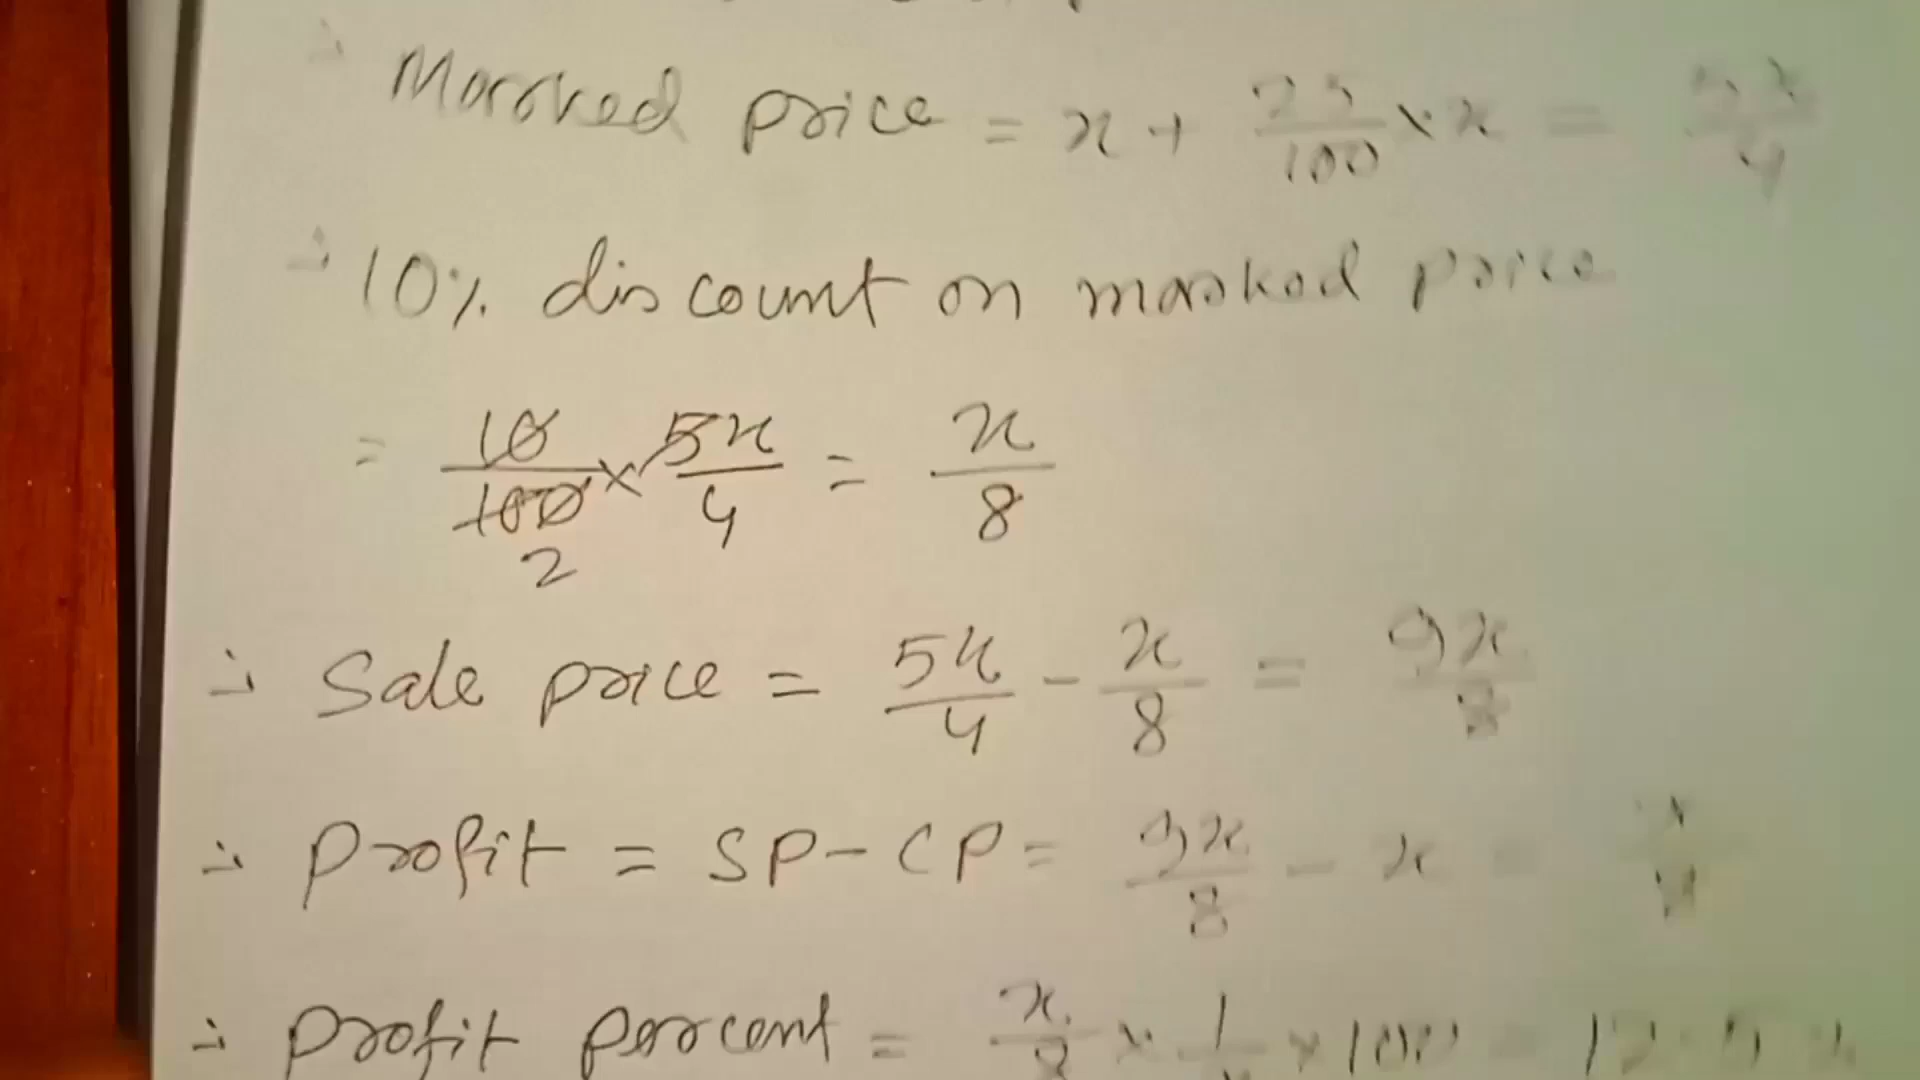 ∴ Marked price = x + 25/100 × x = 5x/4
∴ 10% discount on marked price
= 10/100 2 × 5x/4 = x/8
∴ Sale price = 5x/4 - x/8 = 9x/8
∴ Profit = SP - CP = 9x/8 - x = x/8
∴ Profit percent = x/8 × 1/x × 100 = 12.5%